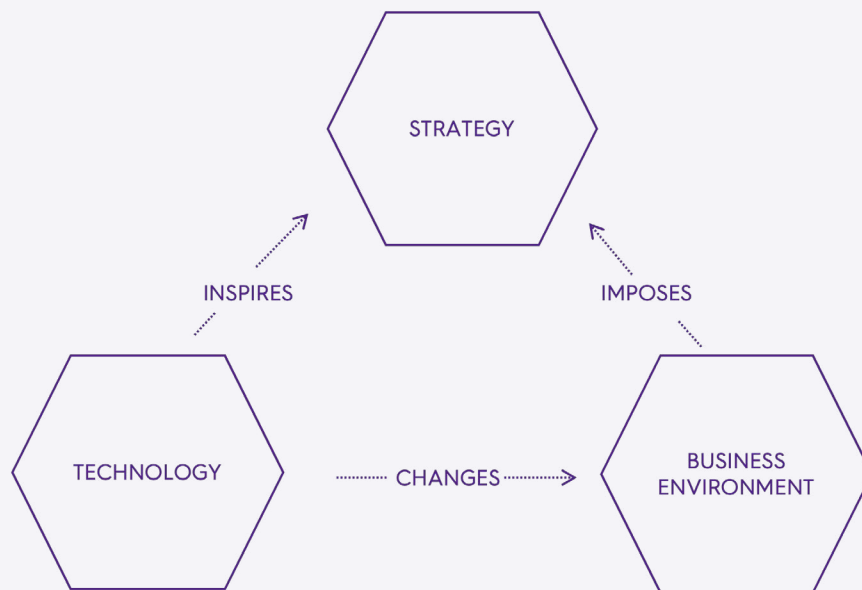 STRATEGY
INSPIRES
IMPOSES
TECHNOLOGY
CHANGES
BUSINESS
ENVIRONMENT